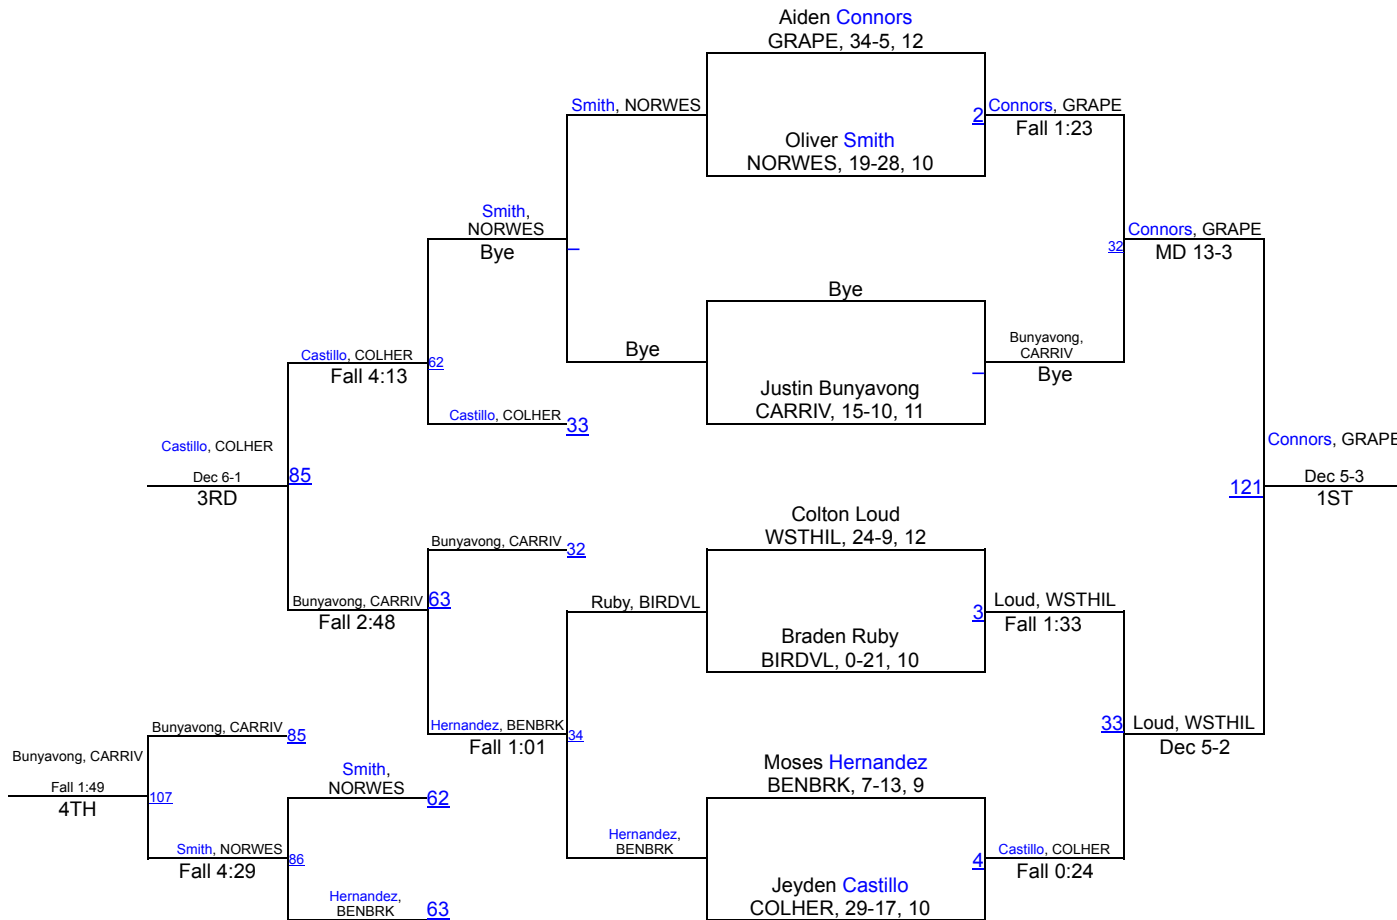 Aiden Connors
GRAPE, 34-5, 12
Smith, NORWES
2
Connors, GRAPE
Fall 1:23
Oliver Smith
NORWES, 19-28, 10
Smith,
NORWES
Bye
Connors, GRAPE
32
MD 13-3
Bye
Bye
Bunyavong,
CARRIV
Bye
Castillo, COLHER
62
Fall 4:13
Justin Bunyavong
CARRIV, 15-10, 11
Castillo, COLHER
33
Castillo, COLHER
Connors, GRAPE
Dec 6-1
85
3RD
121
Dec 5-3
1ST
Colton Loud
WSTHIL, 24-9, 12
Bunyavong, CARRIV
32
Bunyavong, CARRIV
63
Fall 2:48
Ruby, BIRDVL
3
Loud, WSTHIL
Fall 1:33
Braden Ruby
BIRDVL, 0-21, 10
Bunyavong, CARRIV
85
Hernandez, BENBRK
34
Fall 1:01
33
Loud, WSTHIL
Dec 5-2
Bunyavong, CARRIV
Fall 1:49
107
4TH
Smith,
NORWES
62
Moses Hernandez
BENBRK, 7-13, 9
Smith, NORWES
86
Fall 4:29
Hernandez,
BENBRK
4
Castillo, COLHER
Fall 0:24
Hernandez,
BENBRK
63
Jeyden Castillo
COLHER, 29-17, 10